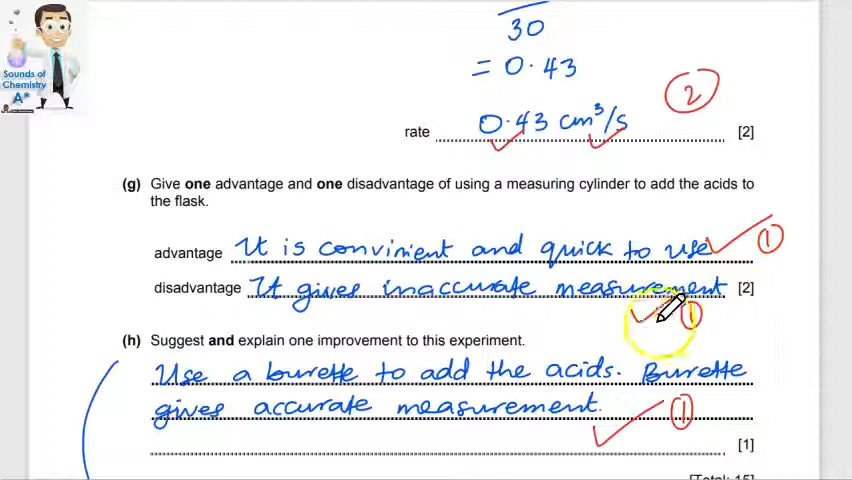 30
= 0.43
Sounds of
Chemistry
A*
2
0.43 cm³/s
rate [2]
(g) Give one advantage and one disadvantage of using a measuring cylinder to add the acids to
the flask.
advantage It is convinient and quick to use 1
disadvantage It gives inaccurate measurement [2]
1
(h) Suggest and explain one improvement to this experiment.
Use a burette to add the acids. Burette
gives accurate measurement. 1
[1]
[Total: 15]